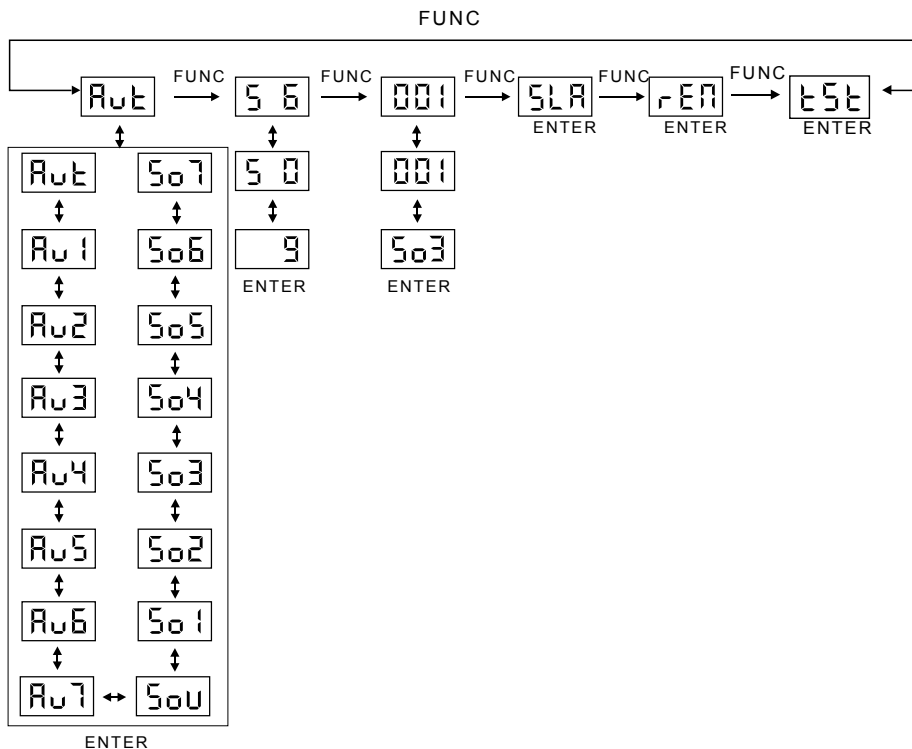 FUNC
Aut FUNC S 6 FUNC 001 FUNC SLA FUNC rEM FUNC tSt
ENTER ENTER ENTER
Aut So7 S 0 001
Au1 So6 9 So3
ENTER ENTER
Au2 So5
Au3 So4
Au4 So3
Au5 So2
Au6 So1
Au7 SoU
ENTER